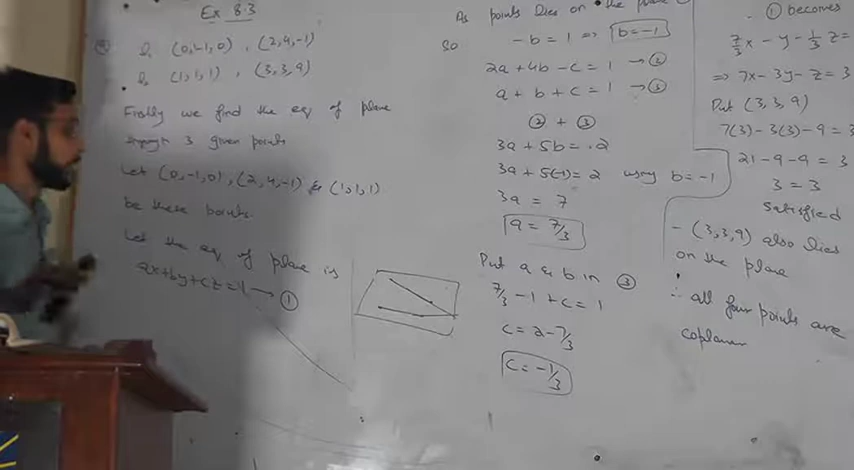 Ex 8.3
l₁ (0,-1,0), (2,4,-1)
l₂ (1,1,1), (3,3,9)
Firstly we find the eq of plane
through 3 given points
Let (0,-1,0), (2,4,-1) & (1,1,1)
be these points.
Let the eq of plane is
ax+by+cz=1 → ①
As points lies on the plane ①
so -b = 1 => b=-1
2a+4b-c=1 → ②
a+b+c=1 → ③
② + ③
3a+5b=2
3a+5(-1)=2 using b=-1
3a = 7
a = 7/3
Put a & b in ③
7/3 -1 +c = 1
c = 2-7/3
c = -1/3
① becomes
7/3x - y - 1/3 z =
=> 7x-3y-z = 3
Put (3,3,9)
7(3)-3(3)-9 = 3
21-9-9 = 3
3 = 3
satisfied
- (3,3,9) also lies
on the plane
∴ all four points are
coplanar